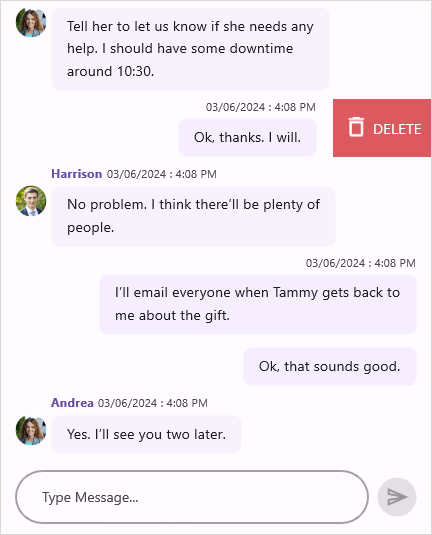 Tell her to let us know if she needs any
help. I should have some downtime
around 10:30.
03/06/2024 : 4:08 PM
Ok, thanks. I will.
DELETE
Harrison 03/06/2024 : 4:08 PM
No problem. I think there’ll be plenty of
people.
03/06/2024 : 4:08 PM
I’ll email everyone when Tammy gets back to
me about the gift.
Ok, that sounds good.
Andrea 03/06/2024 : 4:08 PM
Yes. I’ll see you two later.
Type Message...